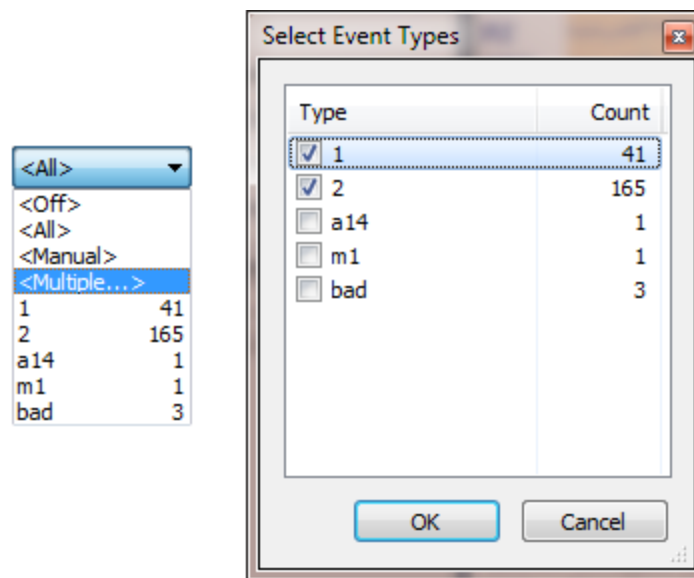 <All>
<Off>
<All>
<Manual>
<Multiple...>
1 41
2 165
a14 1
m1 1
bad 3
Select Event Types
Type Count
1 41
2 165
a14 1
m1 1
bad 3
OK Cancel